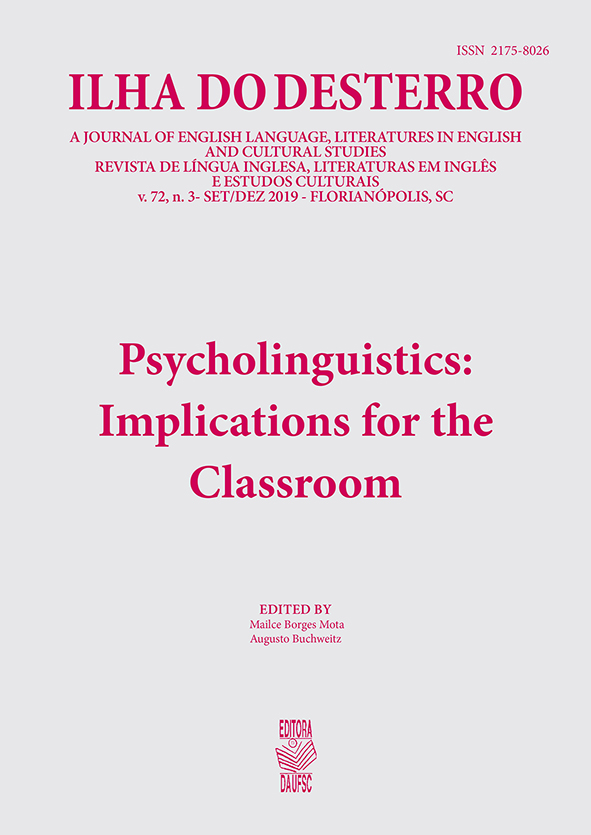 ISSN 2175-8026
ILHA DO DESTERRO
A JOURNAL OF ENGLISH LANGUAGE, LITERATURES IN ENGLISH
AND CULTURAL STUDIES
REVISTA DE LÍNGUA INGLESA, LITERATURAS EM INGLÊS
E ESTUDOS CULTURAIS
v. 72, n. 3- SET/DEZ 2019 - FLORIANÓPOLIS, SC
Psycholinguistics:
Implications for the
Classroom
EDITED BY
Mailce Borges Mota
Augusto Buchweitz
EDITORA
DAUFSC